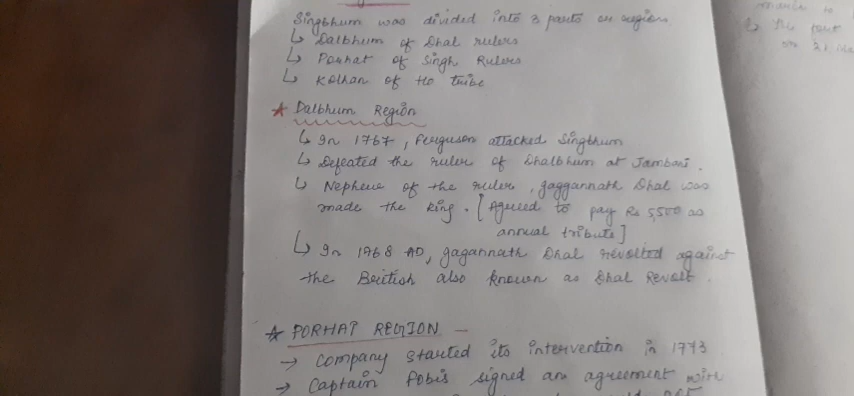 Singbhum was divided into 3 parts or region
↳ Dalbhum of Dhal rulers
↳ Porhat of Singh Rulers
↳ Kolhan of Ho tribe
★ Dalbhum Region
↳ In 1767, Ferguson attacked Singbhum
↳ Defeated the ruler of Dhalbhum at Jambani.
↳ Nephew of the ruler, Jaggannath Dhal was
made the king. [Agreed to pay Rs 5,500 as
annual tribute]
↳ In 1768 AD, Jagannath Dhal revolted against
the British also known as Dhal Revolt.
★ PORHAT REGION —
→ Company started its intervention in 1773
→ Captain signed an agreement with